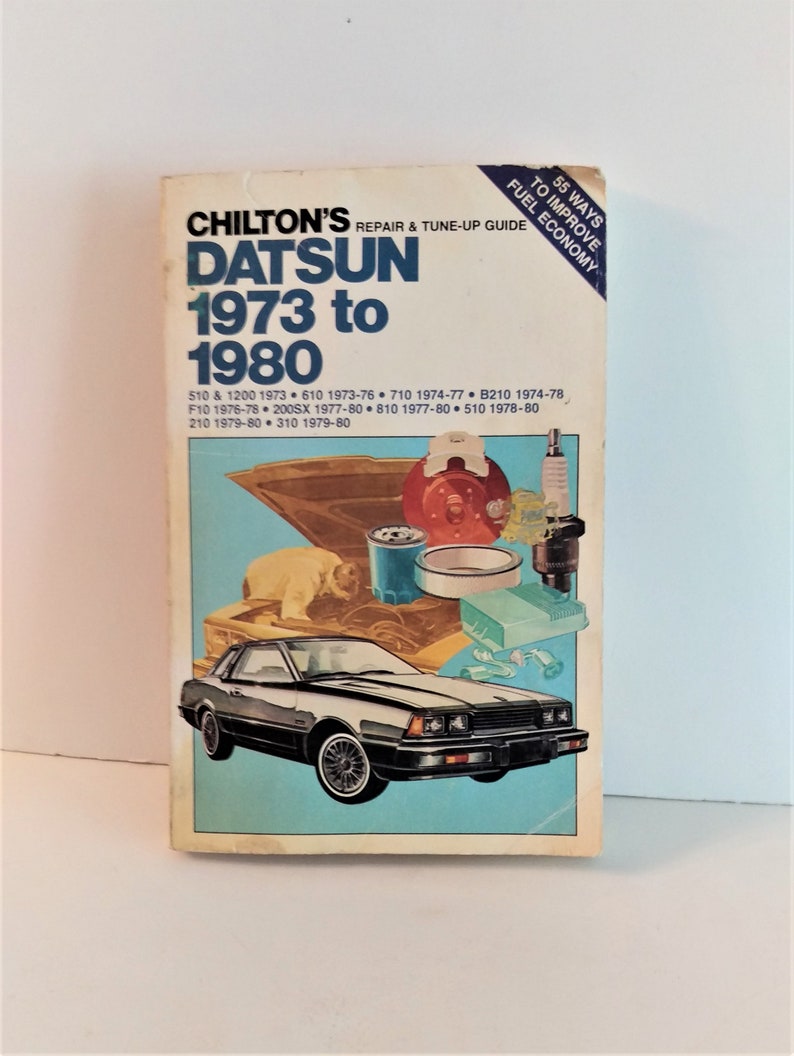 CHILTON'S REPAIR & TUNE-UP GUIDE
DATSUN
1973 to
1980
510 & 1200 1973 • 610 1973-76 • 710 1974-77 • B210 1974-78
F10 1976-78 • 200SX 1977-80 • 810 1977-80 • 510 1978-80
210 1979-80 • 310 1979-80
55 WAYS
TO IMPROVE
FUEL ECONOMY